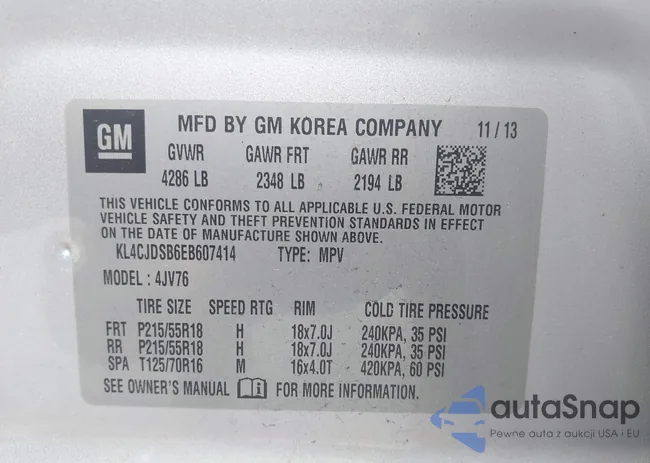 GM MFD BY GM KOREA COMPANY 11/13
GVWR GAWR FRT GAWR RR
4286 LB 2348 LB 2194 LB
THIS VEHICLE CONFORMS TO ALL APPLICABLE U.S. FEDERAL MOTOR
VEHICLE SAFETY AND THEFT PREVENTION STANDARDS IN EFFECT
ON THE DATE OF MANUFACTURE SHOWN ABOVE.
KL4CJDSB6EB607414 TYPE: MPV
MODEL : 4JV76
TIRE SIZE SPEED RTG RIM COLD TIRE PRESSURE
FRT P215/55R18 H 18x7.0J 240KPA, 35 PSI
RR P215/55R18 H 18x7.0J 240KPA, 35 PSI
SPA T125/70R16 M 16x4.0T 420KPA, 60 PSI
SEE OWNER'S MANUAL FOR MORE INFORMATION.
autaSnap
Pewne auta z aukcji USA i EU